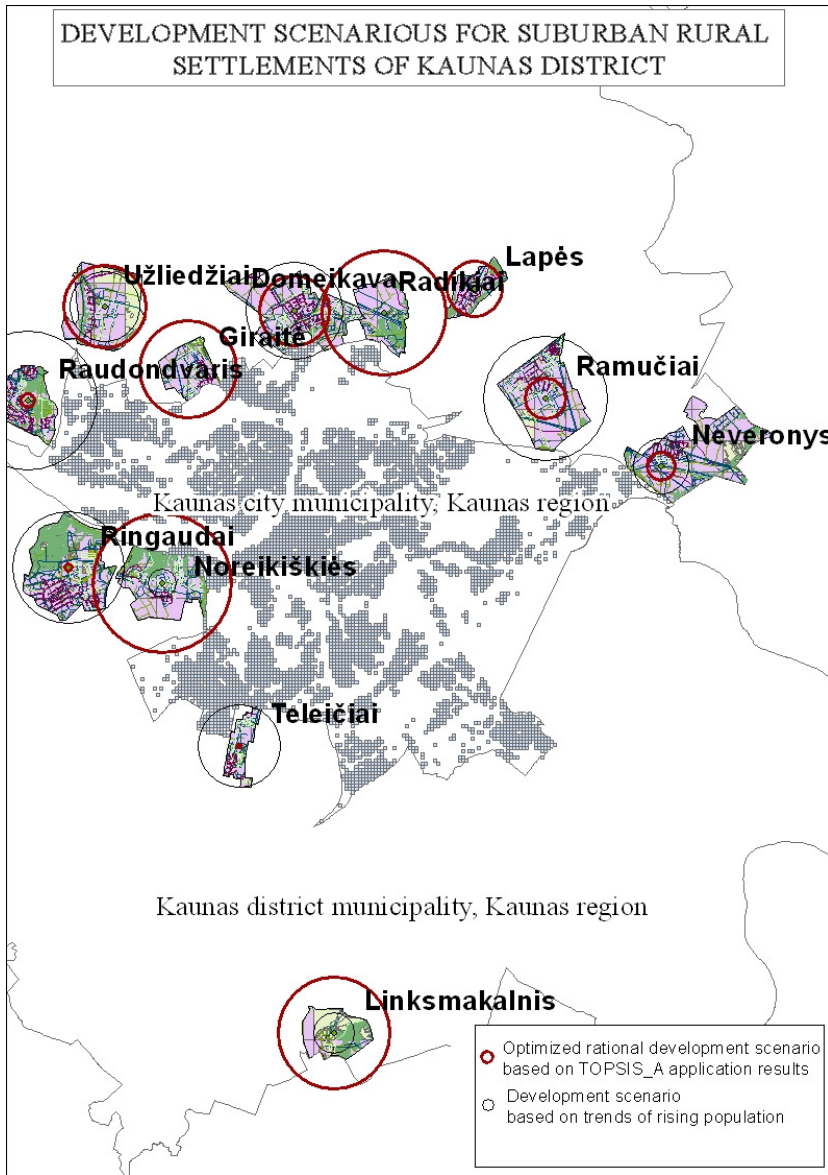 DEVELOPMENT SCENARIOUS FOR SUBURBAN RURAL
SETTLEMENTS OF KAUNAS DISTRICT
Lapės
Užliedžiai
Domeikava
Radikiai
Giraitė
Raudondvaris
Ramučiai
Neveronys
Kaunas city municipality, Kaunas region
Ringaudai
Noreikiškiės
Teleičiai
Kaunas district municipality, Kaunas region
Linksmakalnis
Optimized rational development scenario
based on TOPSIS_A application results
Development scenario
based on trends of rising population